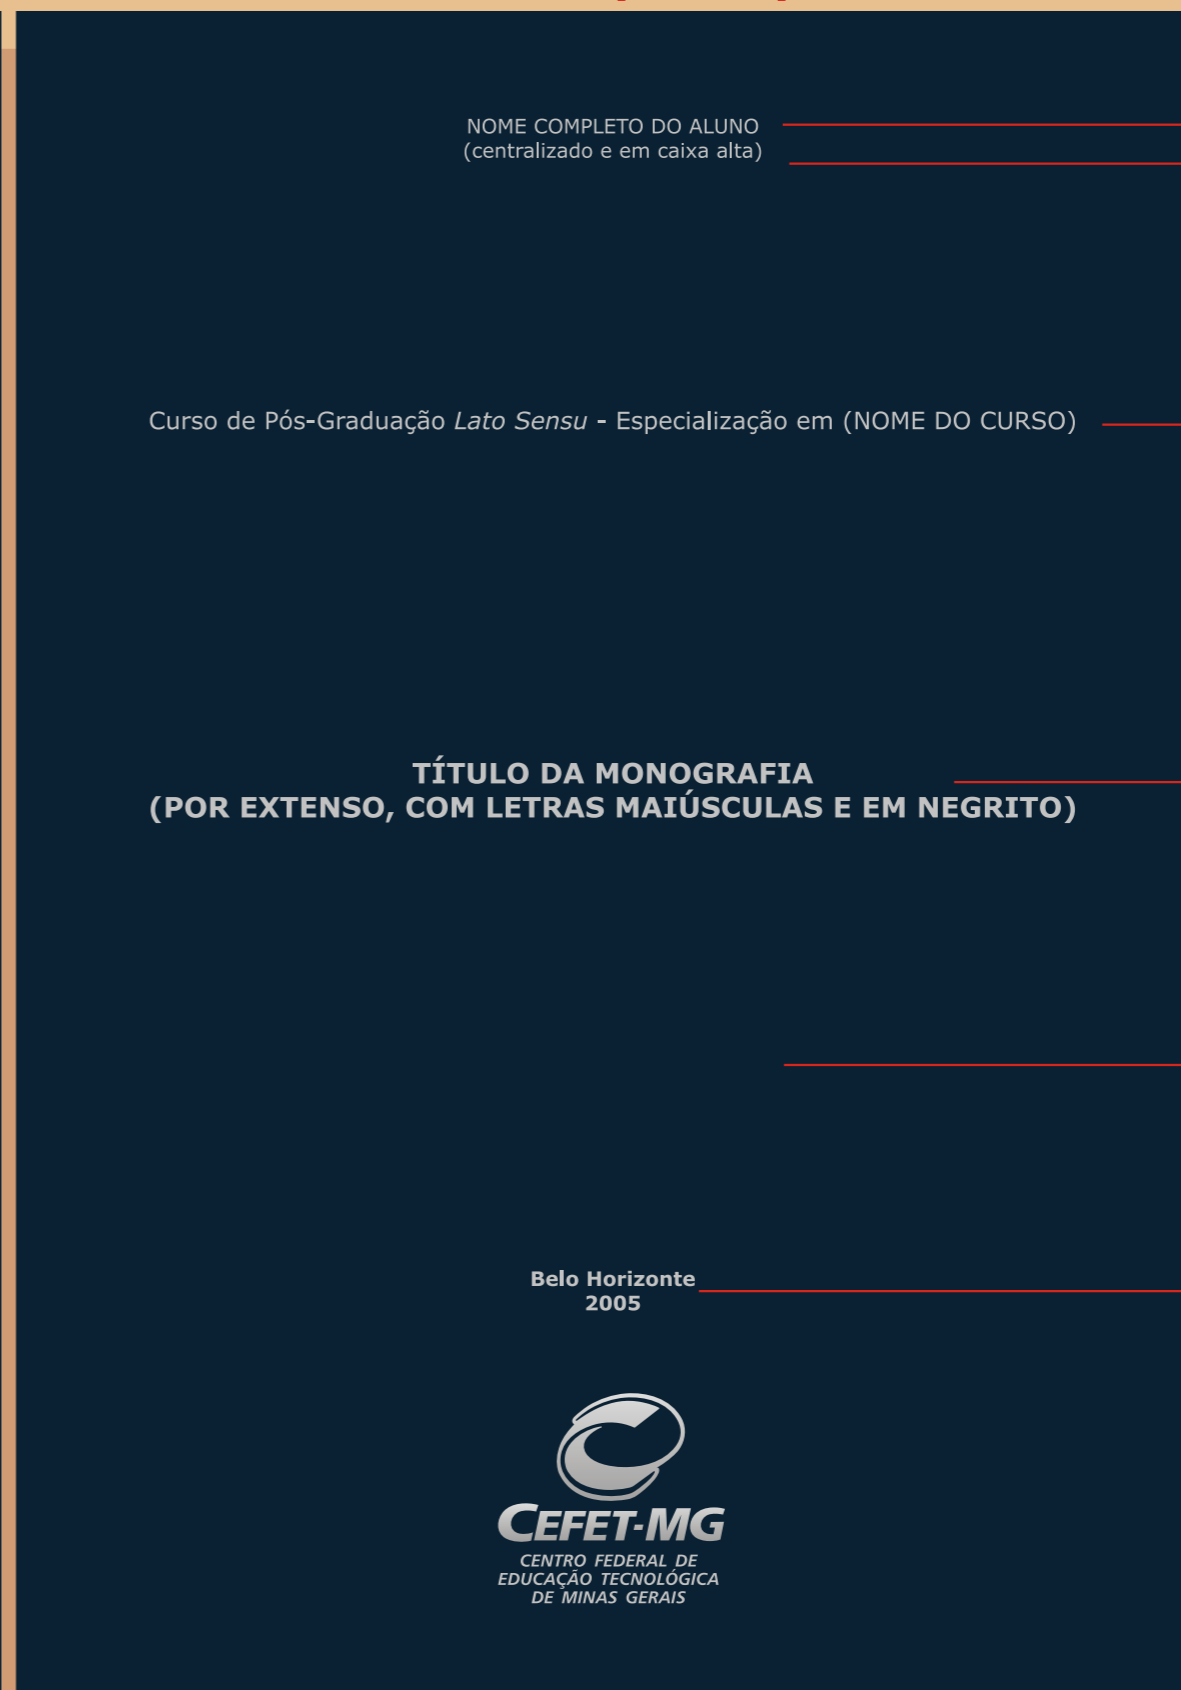 NOME COMPLETO DO ALUNO
(centralizado e em caixa alta)
Curso de Pós-Graduação Lato Sensu - Especialização em (NOME DO CURSO)
TÍTULO DA MONOGRAFIA
(POR EXTENSO, COM LETRAS MAIÚSCULAS E EM NEGRITO)
Belo Horizonte
2005
CEFET-MG
CENTRO FEDERAL DE
EDUCAÇÃO TECNOLÓGICA
DE MINAS GERAIS